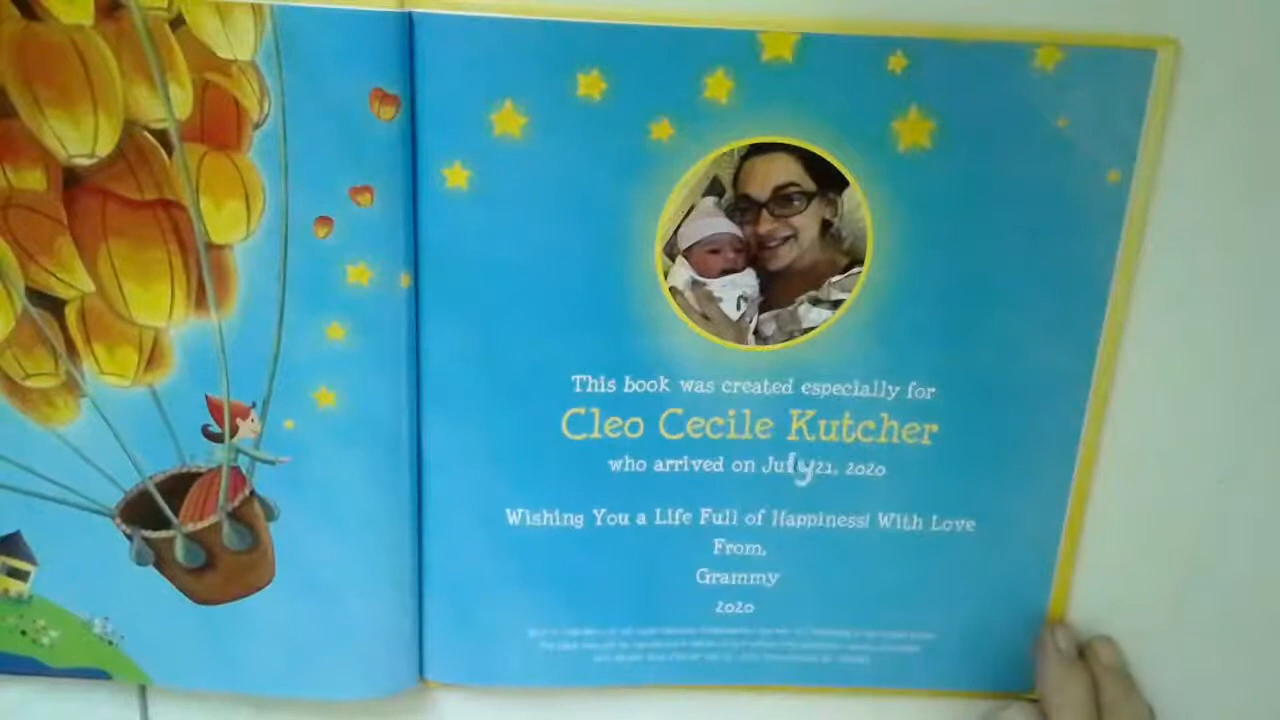 This book was created especially for
Cleo Cecile Kutcher
who arrived on July 21, 2020
Wishing You a Life Full of Happiness! With Love
From,
Grammy
2020